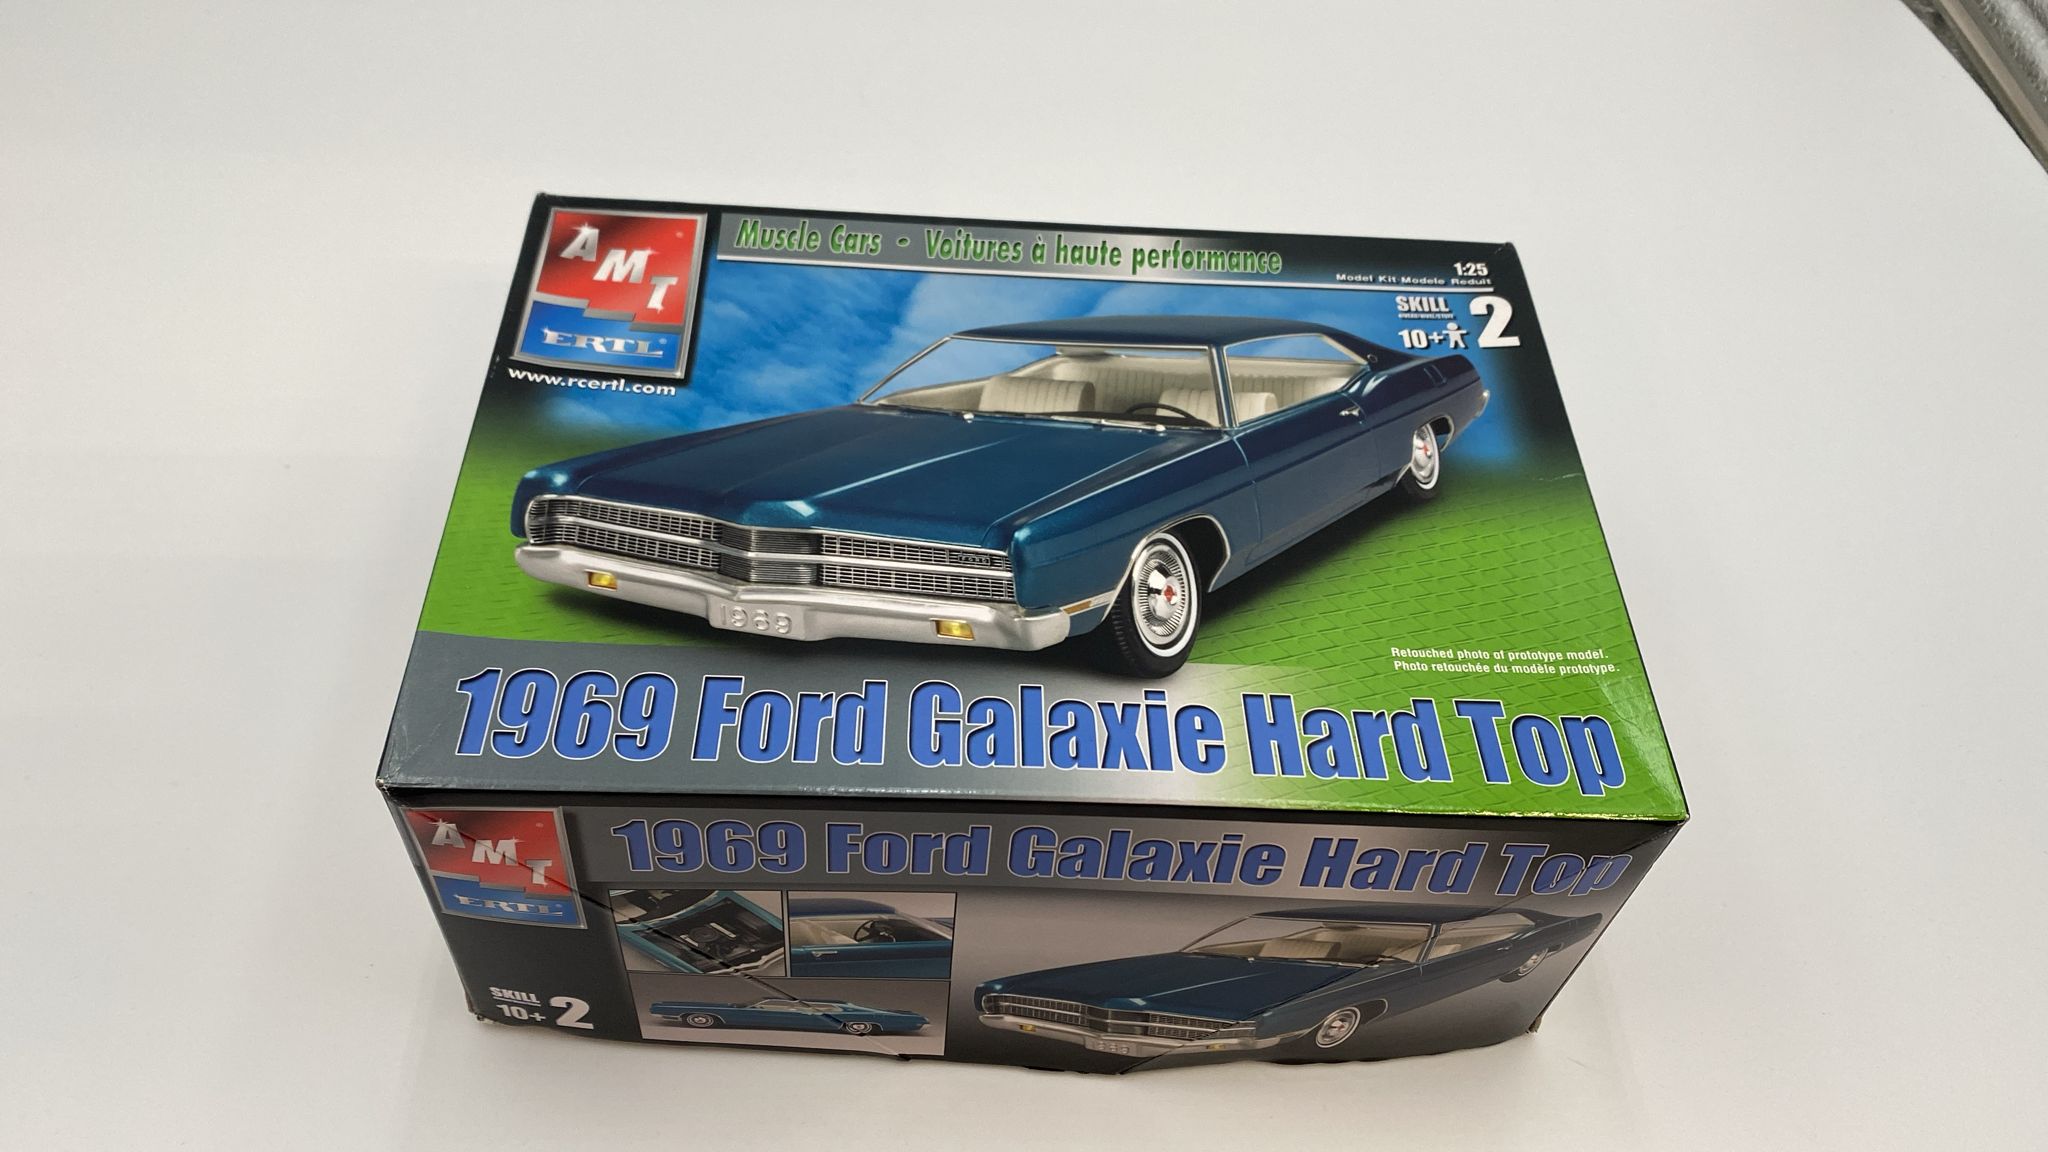 AMT
ERTL®
www.rcertl.com
Muscle Cars • Voitures à haute performance
1:25
Model Kit Modele Reduit
SKILL 2
10+
FORD
1969
Retouched photo of prototype model.
Photo retouchée du modèle prototype.
1969 Ford Galaxie Hard Top
AMT
ERTL
1969 Ford Galaxie Hard Top
SKILL 2
10+
1969